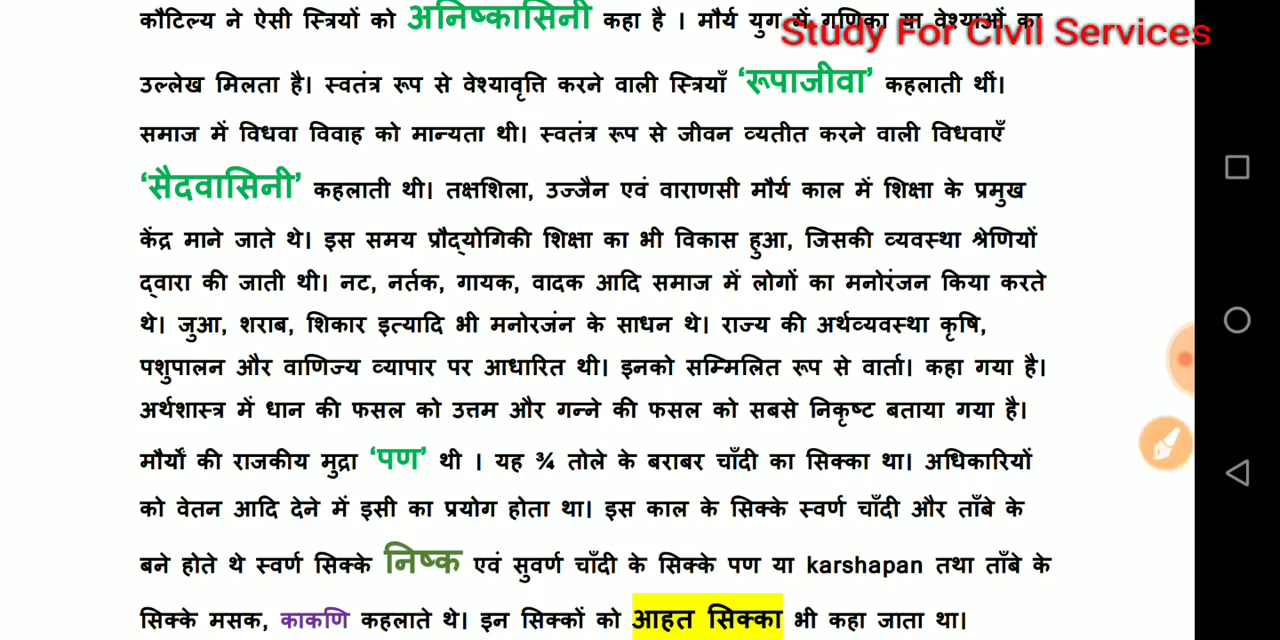 कौटिल्य ने ऐसी स्त्रियों को अनिष्कासिनी कहा है । मौर्य युग में गणिका या वेश्याओं का
Study For Civil Services
उल्लेख मिलता है। स्वतंत्र रूप से वेश्यावृत्ति करने वाली स्त्रियाँ ‘रूपाजीवा’ कहलाती थीं।
समाज में विधवा विवाह को मान्यता थी। स्वतंत्र रूप से जीवन व्यतीत करने वाली विधवाएँ
‘सैदवासिनी’ कहलाती थी। तक्षशिला, उज्जैन एवं वाराणसी मौर्य काल में शिक्षा के प्रमुख
केंद्र माने जाते थे। इस समय प्रौद्योगिकी शिक्षा का भी विकास हुआ, जिसकी व्यवस्था श्रेणियों
द्वारा की जाती थी। नट, नर्तक, गायक, वादक आदि समाज में लोगों का मनोरंजन किया करते
थे। जुआ, शराब, शिकार इत्यादि भी मनोरजंन के साधन थे। राज्य की अर्थव्यवस्था कृषि,
पशुपालन और वाणिज्य व्यापार पर आधारित थी। इनको सम्मिलित रूप से वार्ता। कहा गया है।
अर्थशास्त्र में धान की फसल को उत्तम और गन्ने की फसल को सबसे निकृष्ट बताया गया है।
मौर्यों की राजकीय मुद्रा ‘पण’ थी । यह ¾ तोले के बराबर चाँदी का सिक्का था। अधिकारियों
को वेतन आदि देने में इसी का प्रयोग होता था। इस काल के सिक्के स्वर्ण चाँदी और ताँबे के
बने होते थे स्वर्ण सिक्के निष्क एवं सुवर्ण चाँदी के सिक्के पण या karshapan तथा ताँबे के
सिक्के मसक, काकणि कहलाते थे। इन सिक्कों को आहत सिक्का भी कहा जाता था।